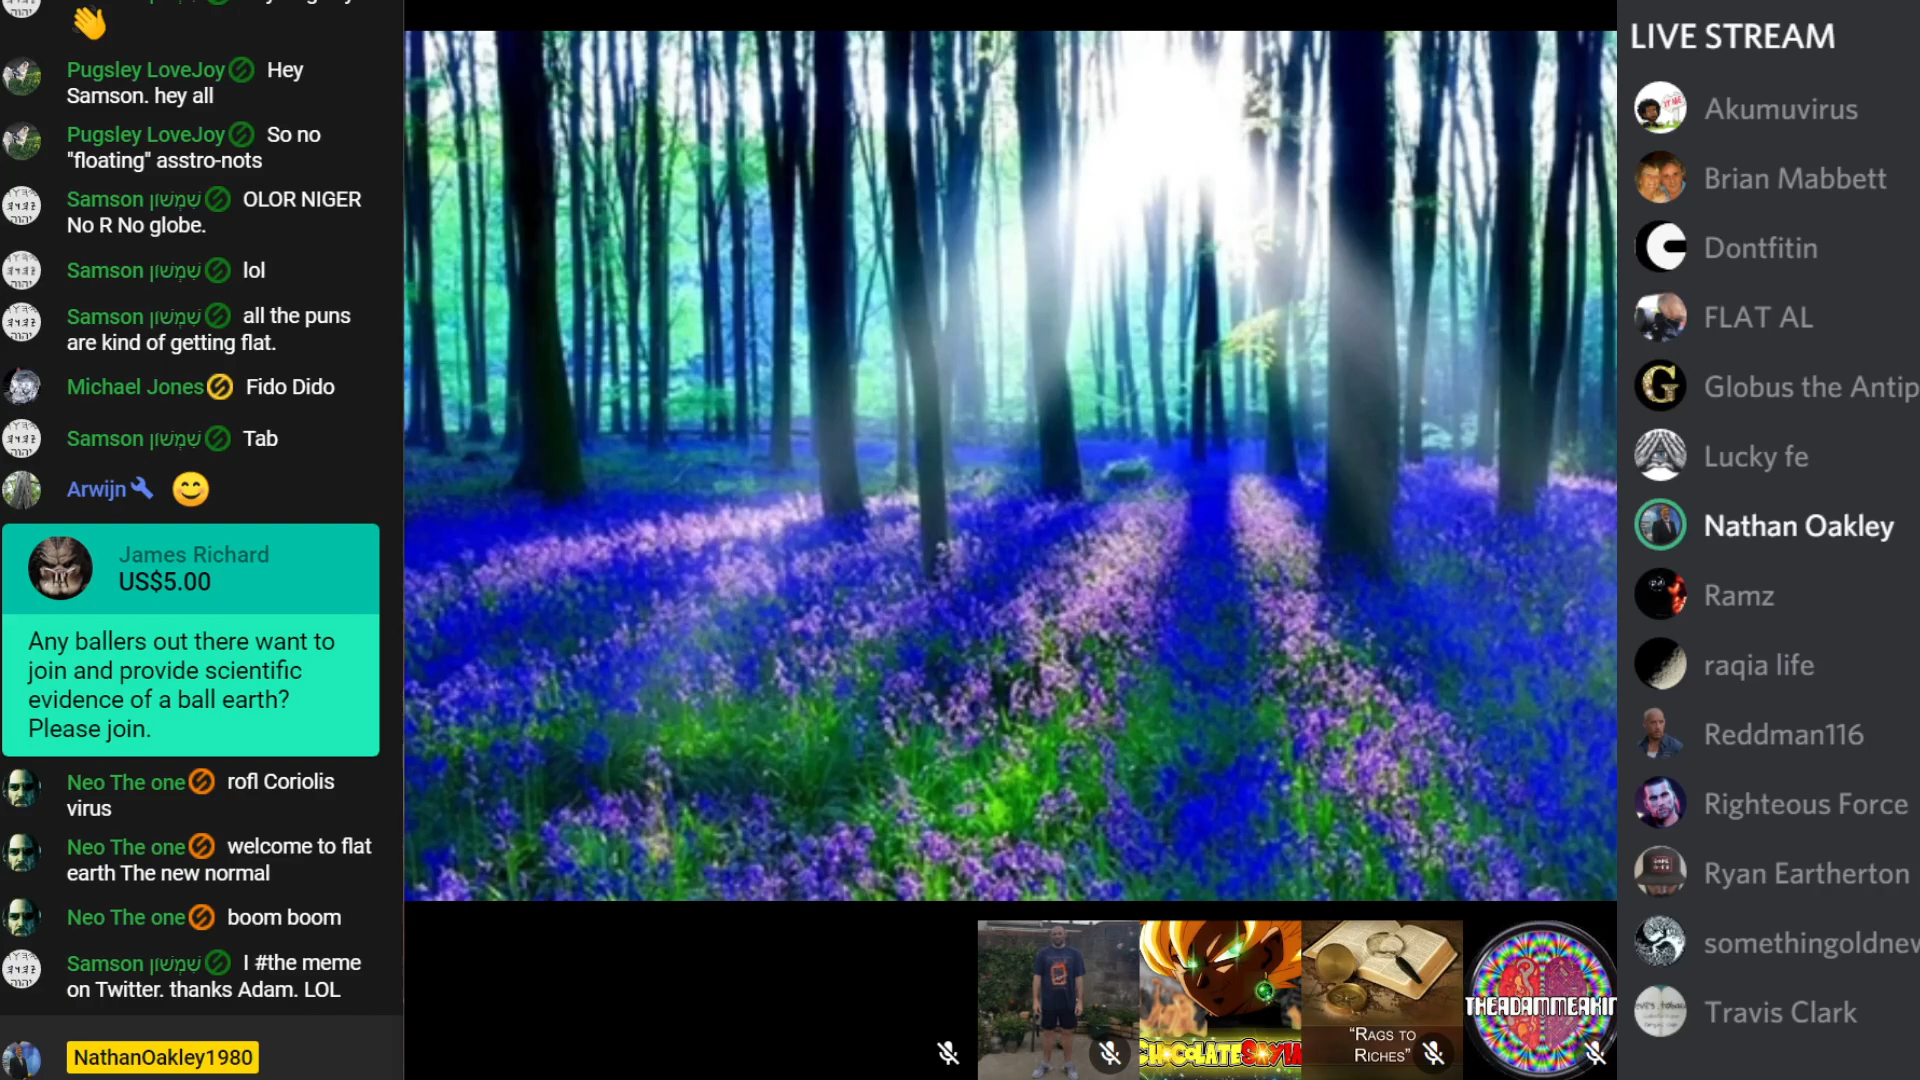 Pugsley LoveJoy Hey
Samson. hey all
Pugsley LoveJoy So no
"floating" asstro-nots
Samson שִׁמְשׁוֹן OLOR NIGER
No R No globe.
Samson שִׁמְשׁוֹן lol
Samson שִׁמְשׁוֹן all the puns
are kind of getting flat.
Michael Jones Fido Dido
Samson שִׁמְשׁוֹן Tab
Arwijn
James Richard
US$5.00
Any ballers out there want to
join and provide scientific
evidence of a ball earth?
Please join.
Neo The one rofl Coriolis
virus
Neo The one welcome to flat
earth The new normal
Neo The one boom boom
Samson שִׁמְשׁוֹן I #the meme
on Twitter. thanks Adam. LOL
NathanOakley1980
CHOCOLATE SAYIA
"RAGS TO
RICHES"
THEADAMMEAKIN
LIVE STREAM
Akumuvirus
Brian Mabbett
Dontfitin
FLAT AL
Globus the Antip
Lucky fe
Nathan Oakley
Ramz
raqia life
Reddman116
Righteous Force
Ryan Eartherton
somethingoldnew
Travis Clark